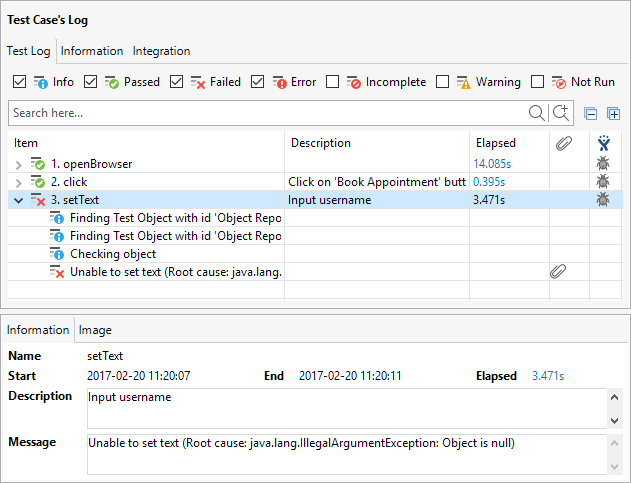 Test Case's Log
Test Log Information Integration
Info Passed Failed Error Incomplete Warning Not Run
Search here...
Item Description Elapsed
1. openBrowser 14.085s
2. click Click on 'Book Appointment' butt 0.395s
3. setText Input username 3.471s
Finding Test Object with id 'Object Repo
Finding Test Object with id 'Object Repo
Checking object
Unable to set text (Root cause: java.lang.
Information Image
Name setText
Start 2017-02-20 11:20:07 End 2017-02-20 11:20:11 Elapsed 3.471s
Description Input username
Message Unable to set text (Root cause: java.lang.IllegalArgumentException: Object is null)